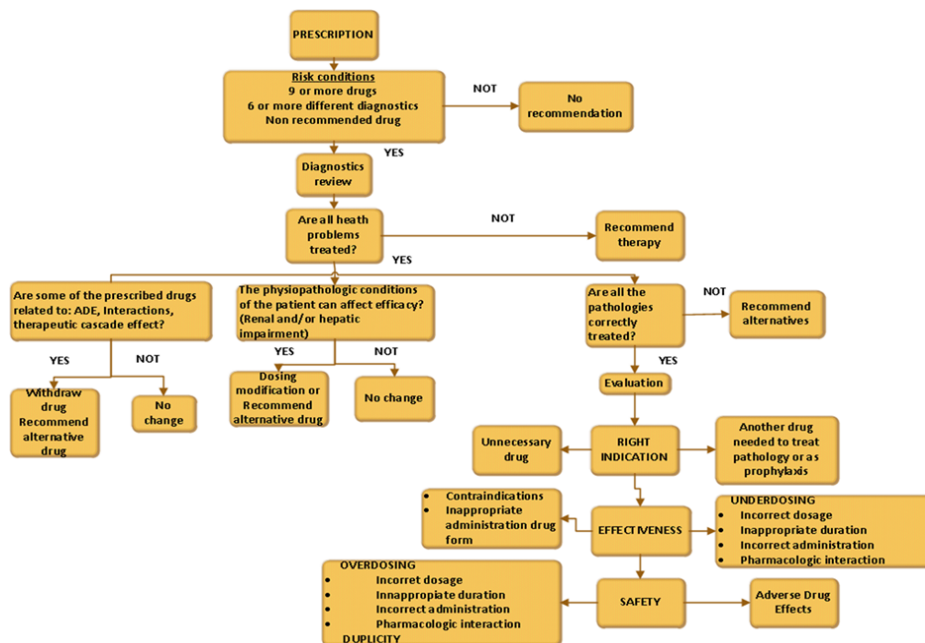 PRESCRIPTION
Risk conditions
9 or more drugs
6 or more different diagnostics
Non recommended drug
NOT
No
recommendation
YES
Diagnostics
review
Are all heath
problems
treated?
NOT
Recommend
therapy
YES
Are some of the prescribed drugs
related to: ADE, Interactions,
therapeutic cascade effect?
The physiopathologic conditions
of the patient can affect efficacy?
(Renal and/or hepatic
impairment)
Are all the
pathologies
correctly
treated?
NOT
Recommend
alternatives
YES
NOT
Withdraw
drug
Recommend
alternative
drug
No
change
YES
NOT
Dosing
modification or
Recommend
alternative drug
No change
YES
Evaluation
Unnecessary
drug
RIGHT
INDICATION
Another drug
needed to treat
pathology or as
prophylaxis
• Contraindications
• Inappropriate
administration drug
form
EFFECTIVENESS
UNDERDOSING
• Incorrect dosage
• Inappropriate duration
• Incorrect administration
• Pharmacologic interaction
OVERDOSING
• Incorret dosage
• Innappropiate duration
• Incorrect administration
• Pharmacologic interaction
DUPLICITY
SAFETY
Adverse Drug
Effects